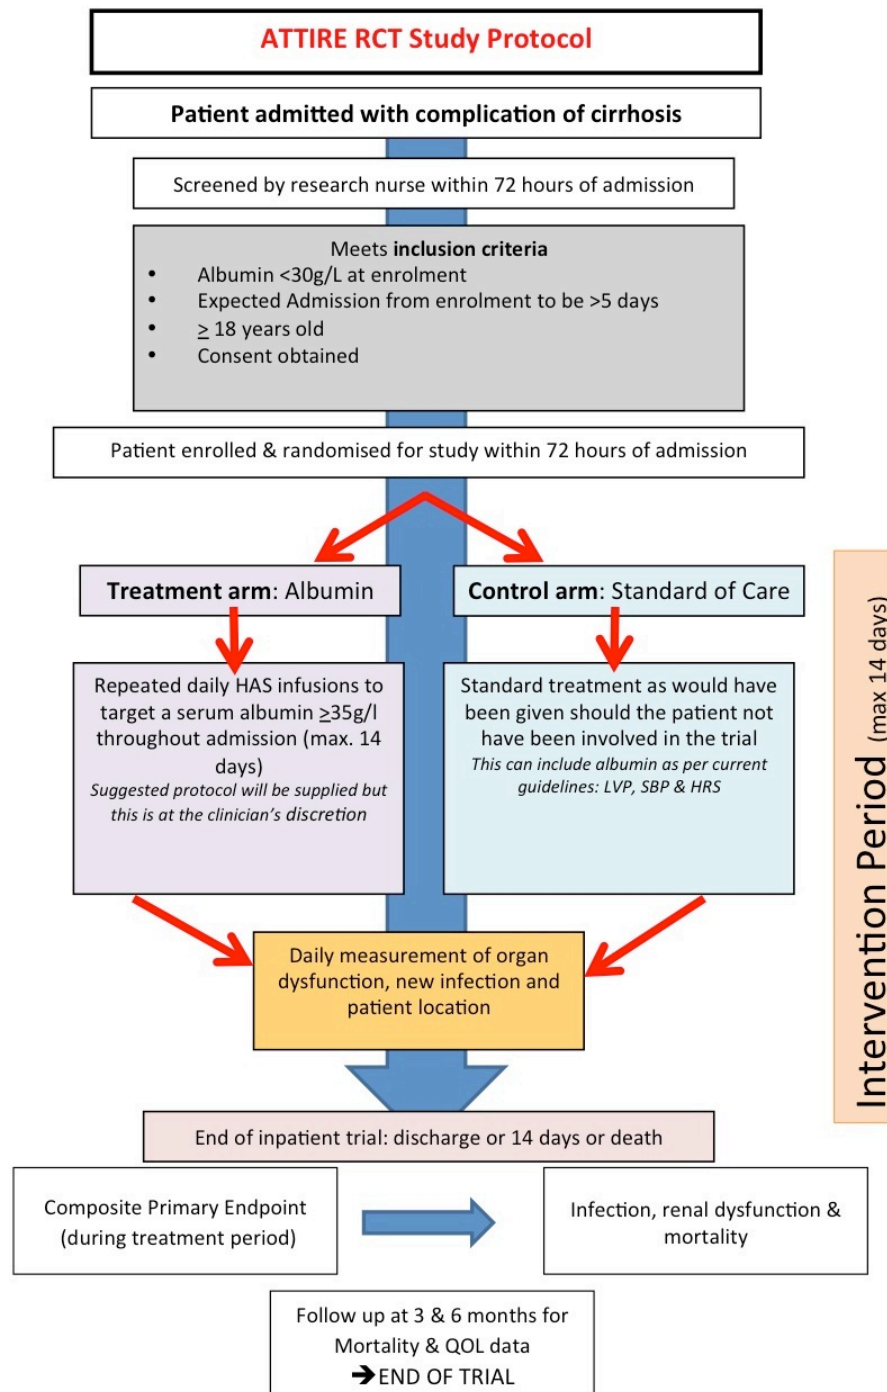 ATTIRE RCT Study Protocol
Patient admitted with complication of cirrhosis
Screened by research nurse within 72 hours of admission
Meets inclusion criteria
• Albumin <30g/L at enrolment
• Expected Admission from enrolment to be >5 days
• ≥ 18 years old
• Consent obtained
Patient enrolled & randomised for study within 72 hours of admission
Treatment arm: Albumin
Control arm: Standard of Care
Repeated daily HAS infusions to
target a serum albumin ≥35g/l
throughout admission (max. 14
days)
Suggested protocol will be supplied but
this is at the clinician's discretion
Standard treatment as would have
been given should the patient not
have been involved in the trial
This can include albumin as per current
guidelines: LVP, SBP & HRS
Intervention Period (max 14 days)
Daily measurement of organ
dysfunction, new infection and
patient location
End of inpatient trial: discharge or 14 days or death
Composite Primary Endpoint
(during treatment period)
Infection, renal dysfunction &
mortality
Follow up at 3 & 6 months for
Mortality & QOL data
➔END OF TRIAL